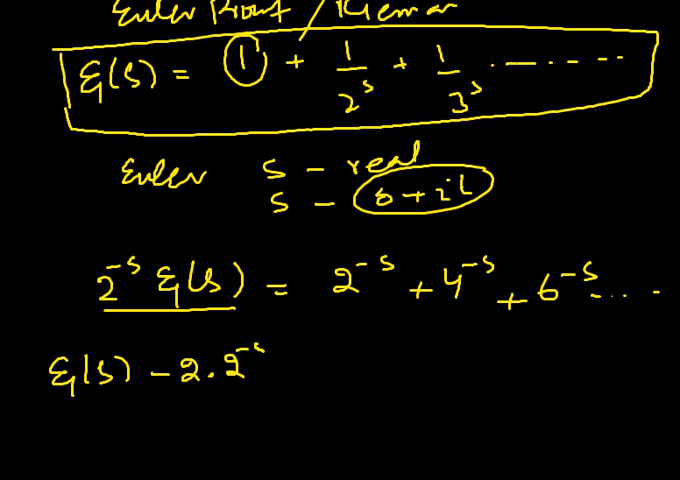 Euler Proof / Rieman
ξ(s) = 1 + 1/2^s + 1/3^s .......
Euler s - real
s - σ + it
2^-s ξ(s) = 2^-s + 4^-s + 6^-s .....
ξ(s) - 2.2^-s